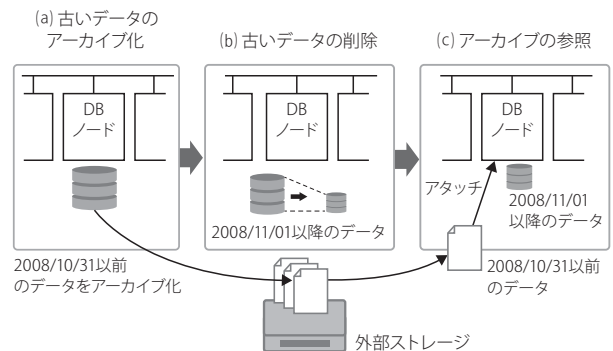 (a) 古いデータの
アーカイブ化
(b) 古いデータの削除
(c) アーカイブの参照
DB
ノード
2008/10/31以前
のデータをアーカイブ化
DB
ノード
2008/11/01以降のデータ
DB
ノード
アタッチ
2008/11/01
以降のデータ
2008/10/31以前
のデータ
外部ストレージ